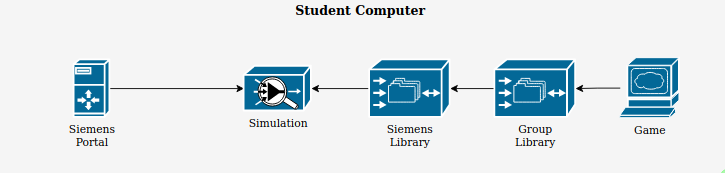 Student Computer
Siemens
Portal
Simulation
Siemens
Library
Group
Library
Game